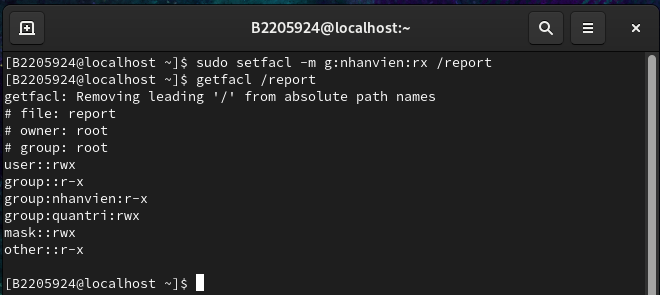 B2205924@localhost:~
[B2205924@localhost ~]$ sudo setfacl -m g:nhanvien:rx /report
[B2205924@localhost ~]$ getfacl /report
getfacl: Removing leading '/' from absolute path names
# file: report
# owner: root
# group: root
user::rwx
group::r-x
group:nhanvien:r-x
group:quantri:rwx
mask::rwx
other::r-x
[B2205924@localhost ~]$